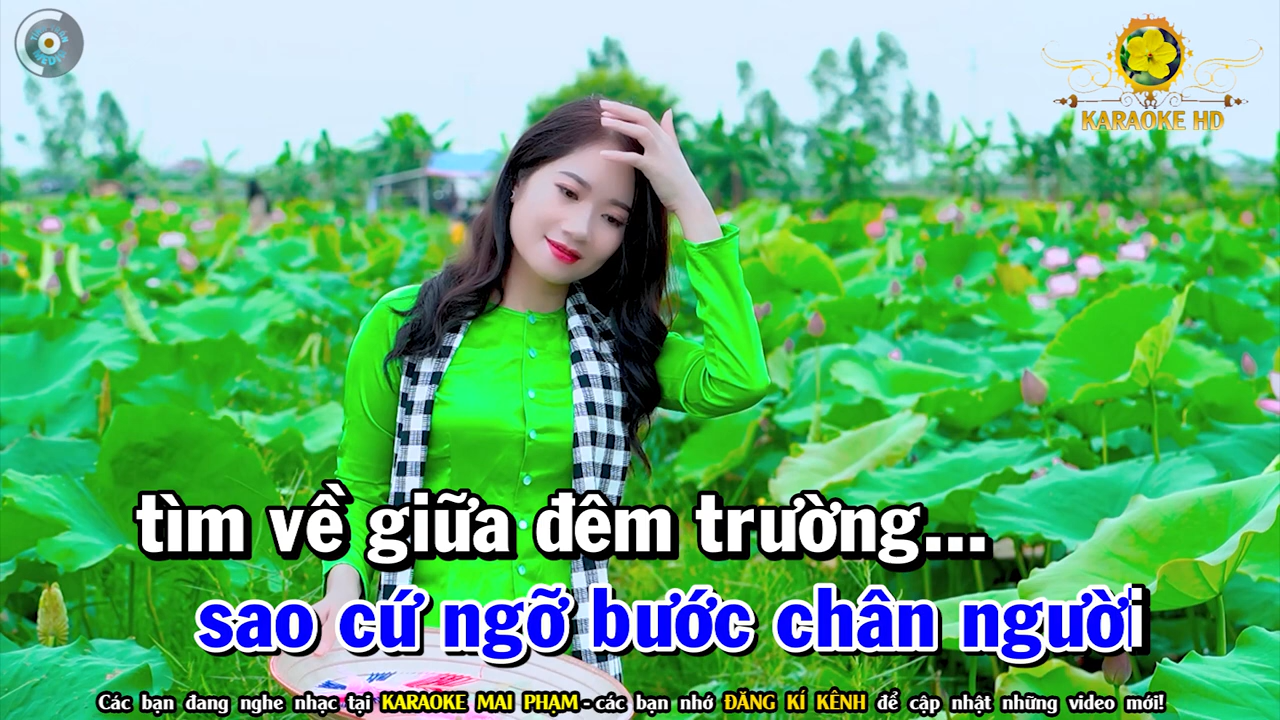 KARAOKE HD
tìm về giữa đêm trường...
sao cứ ngỡ bước chân người
Các bạn đang nghe nhạc tại KARAOKE MAI PHẠM - các bạn nhớ ĐĂNG KÍ KÊNH để cập nhật những video mới!